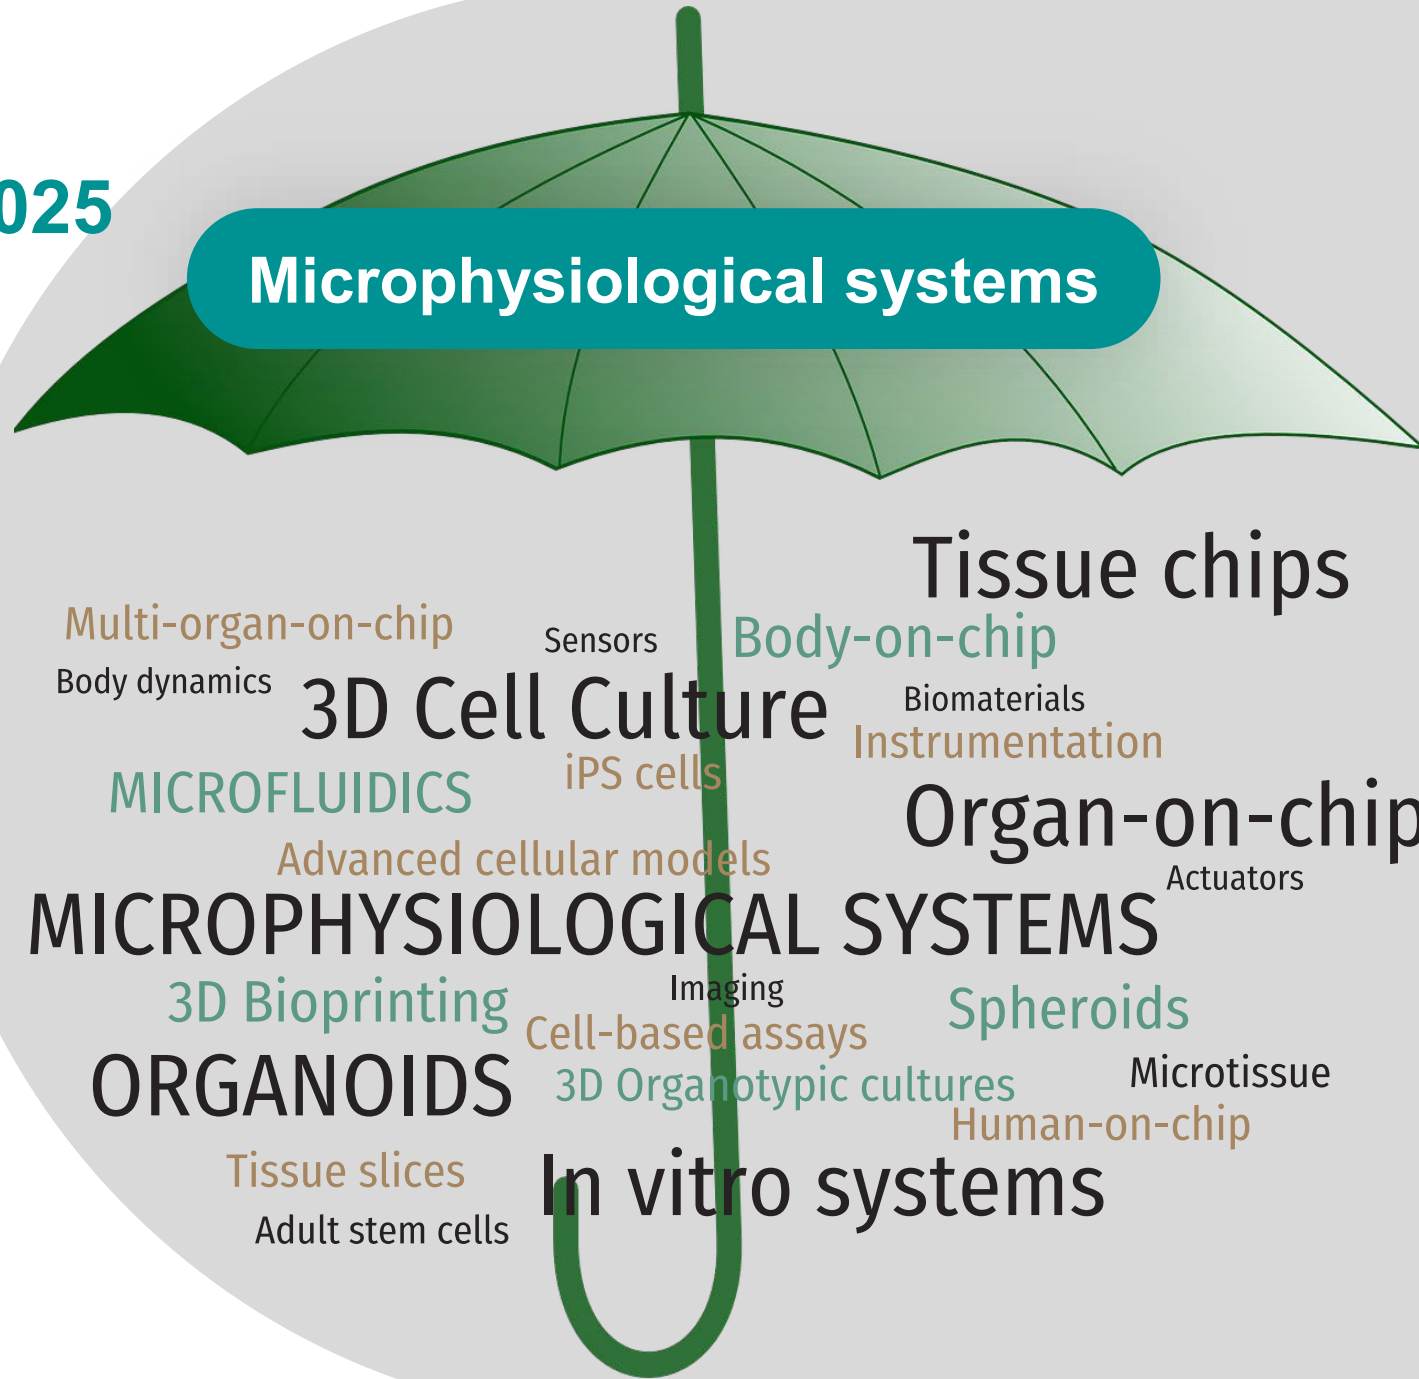 025
Microphysiological systems
Tissue chips
Multi-organ-on-chip
Sensors
Body-on-chip
Body dynamics
3D Cell Culture
Biomaterials
Instrumentation
iPS cells
MICROFLUIDICS
Organ-on-chip
Advanced cellular models
Actuators
MICROPHYSIOLOGICAL SYSTEMS
Imaging
3D Bioprinting
Spheroids
Cell-based assays
ORGANOIDS
3D Organotypic cultures
Microtissue
Human-on-chip
Tissue slices
In vitro systems
Adult stem cells